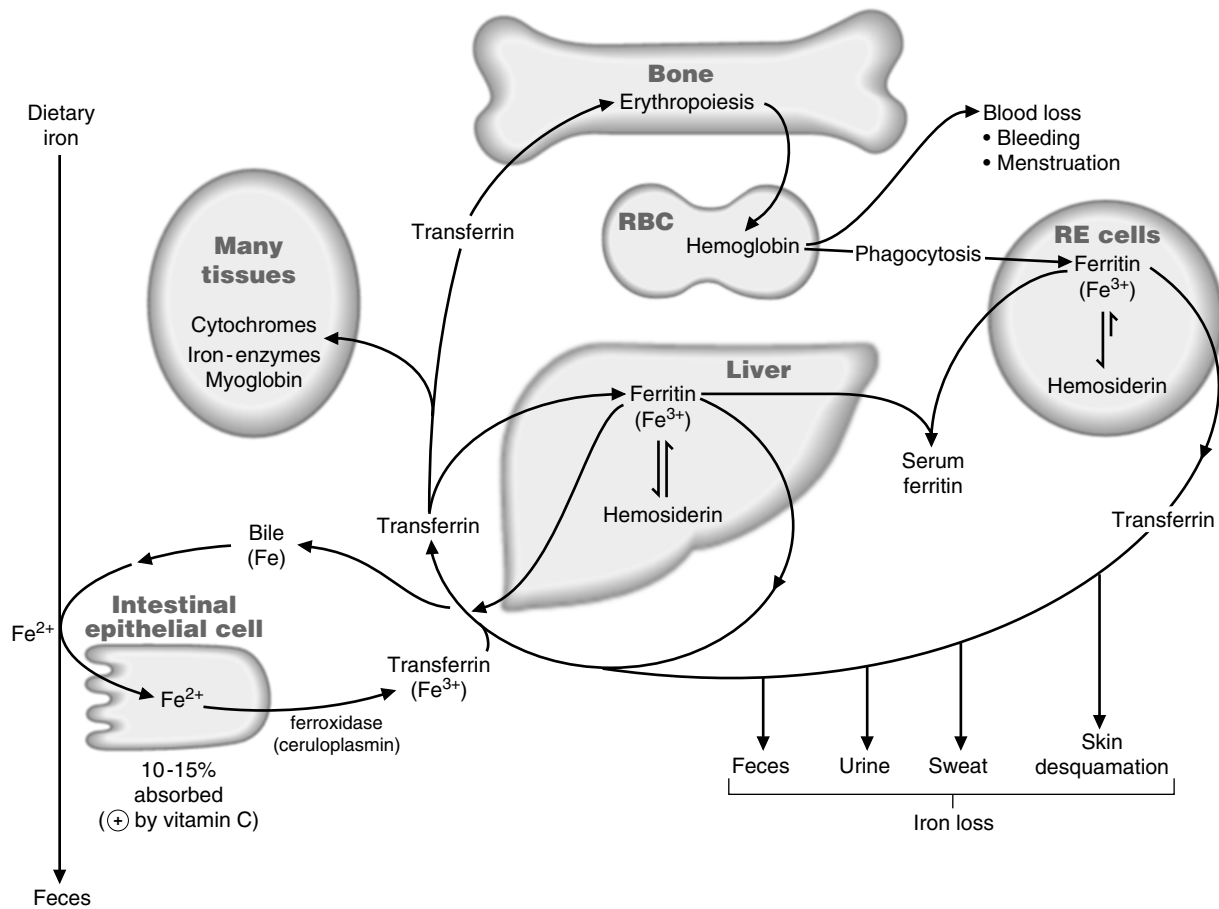 Bone
Erythropoiesis
Dietary
iron
Blood loss
• Bleeding
• Menstruation
Many
tissues
Cytochromes
Iron-enzymes
Myoglobin
Transferrin
RBC
Hemoglobin
Phagocytosis
RE cells
Ferritin
(Fe³⁺)
Hemosiderin
Liver
Ferritin
(Fe³⁺)
Hemosiderin
Serum
ferritin
Transferrin
Transferrin
Bile
(Fe)
Intestinal
epithelial cell
Fe²⁺
Fe²⁺
Transferrin
(Fe³⁺)
ferroxidase
(ceruloplasmin)
10-15%
absorbed
(⊕ by vitamin C)
Feces
Urine
Sweat
Skin
desquamation
Iron loss
Feces